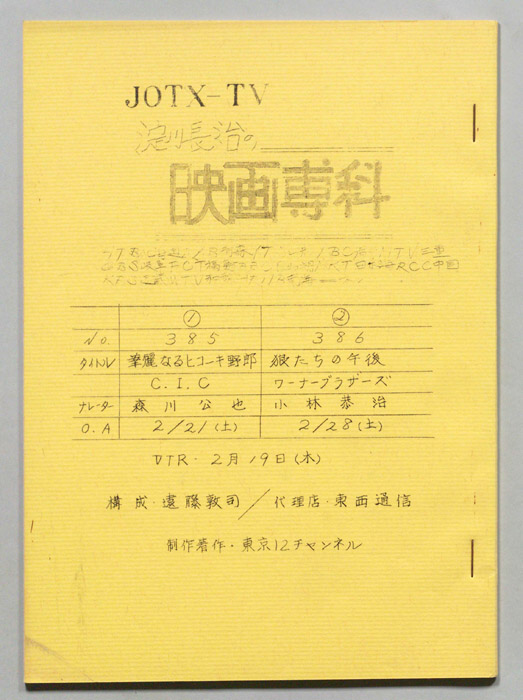 JOTX-TV
淀川長治の
映画専科
① ②
No. 385 386
タイトル 華麗なるヒコーキ野郎 狼たちの午後
C.I.C ワーナーブラザーズ
ナレーター 森川公也 小林恭治
O.A 2/21(土) 2/28(土)
VTR・2月19日(木)
構成・遠藤敦司/代理店・東西通信
制作著作・東京12チャンネル